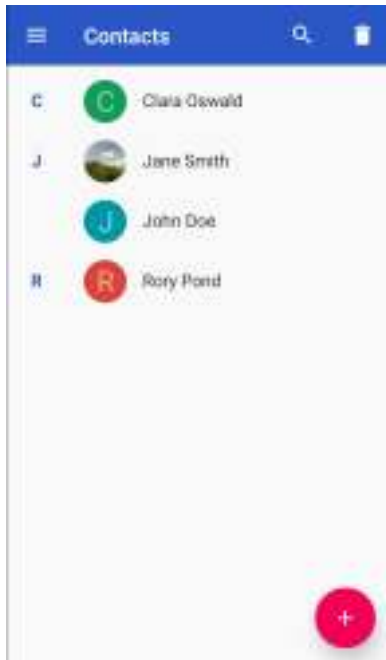 Contacts
C
C
Clara Oswald
J
Jane Smith
J
John Doe
R
R
Rory Pond
+